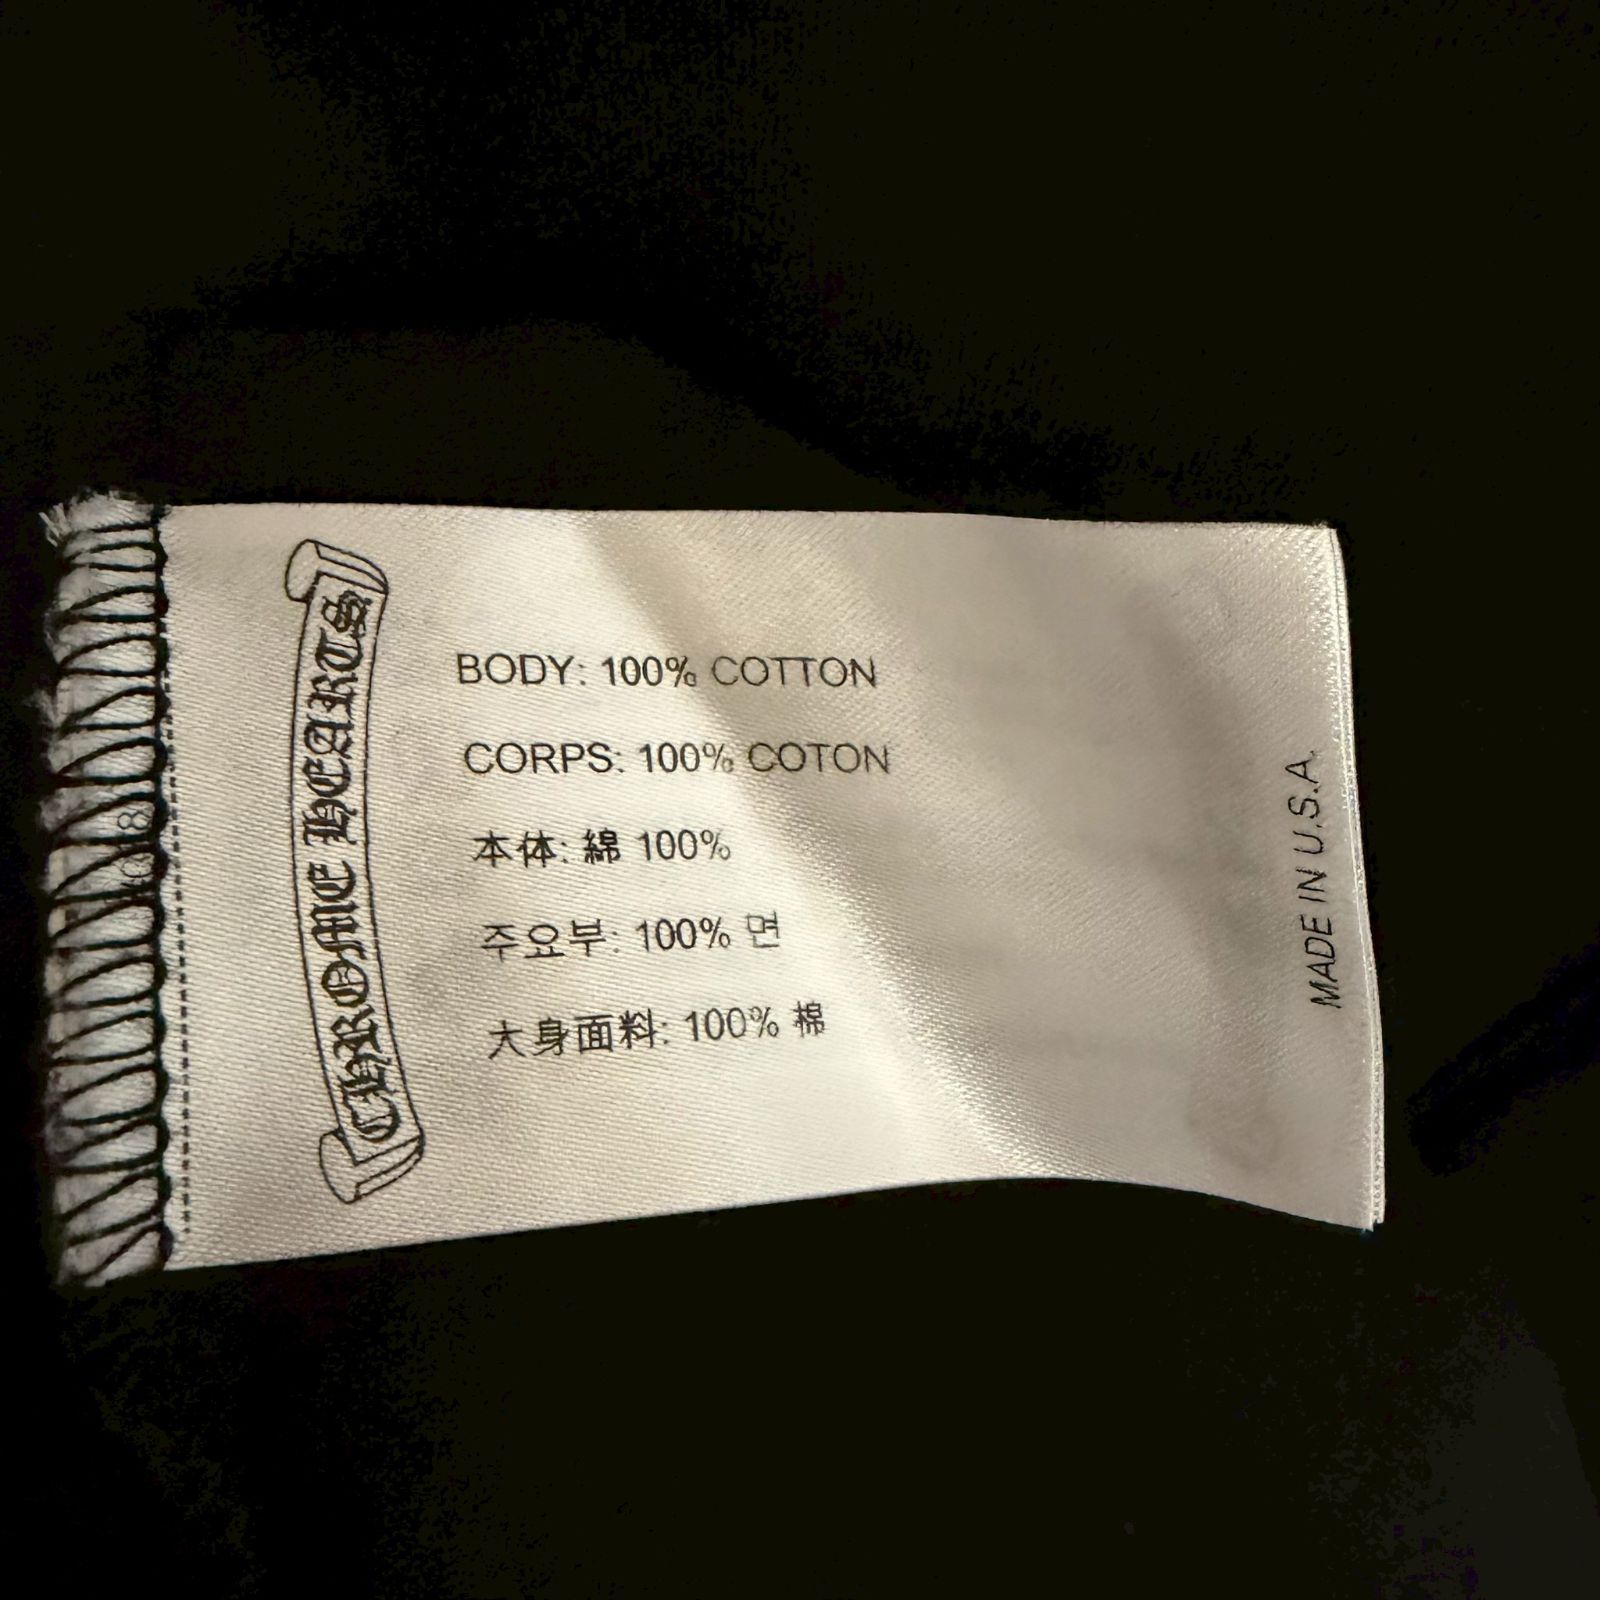 CHROME HEARTS
BODY: 100% COTTON
CORPS: 100% COTON
本体: 綿 100%
주요부: 100% 면
大身面料: 100% 棉
MADE IN U.S.A.